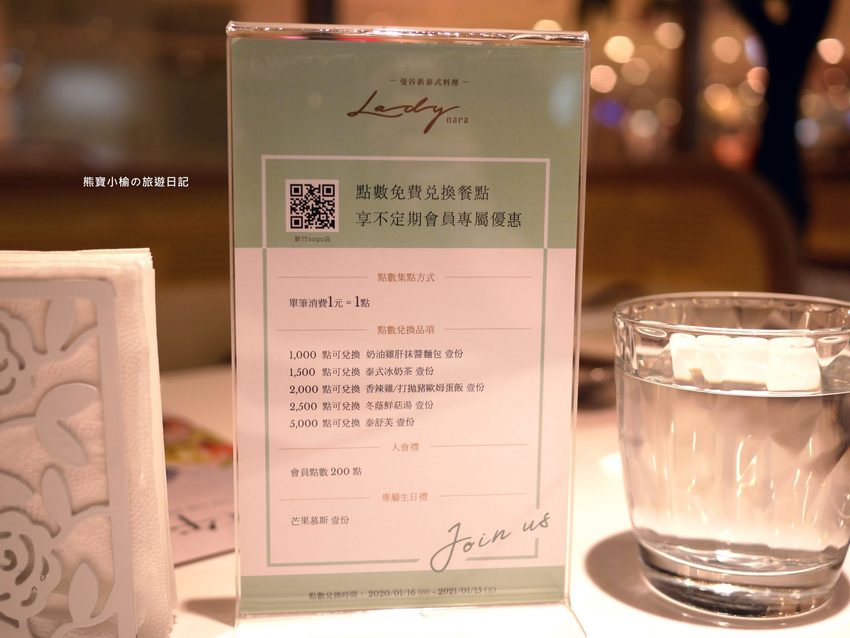 － 曼谷新泰式料理 －
Lady
nara
熊寶小榆の旅遊日記
點數免費兌換餐點
享不定期會員專屬優惠
新竹sogo店
點數集點方式
單筆消費1元 = 1點
點數兌換品項
1,000 點可兌換 奶油雞肝抹醬麵包 壹份
1,500 點可兌換 泰式冰奶茶 壹份
2,000 點可兌換 香辣雞/打拋豬歐姆蛋飯 壹份
2,500 點可兌換 冬蔭鮮菇湯 壹份
5,000 點可兌換 泰舒芙 壹份
入會禮
會員點數 200 點
專屬生日禮
芒果慕斯 壹份
Join us
點數兌換時間： 2020/01/16 (四) - 2021/01/15 (五)